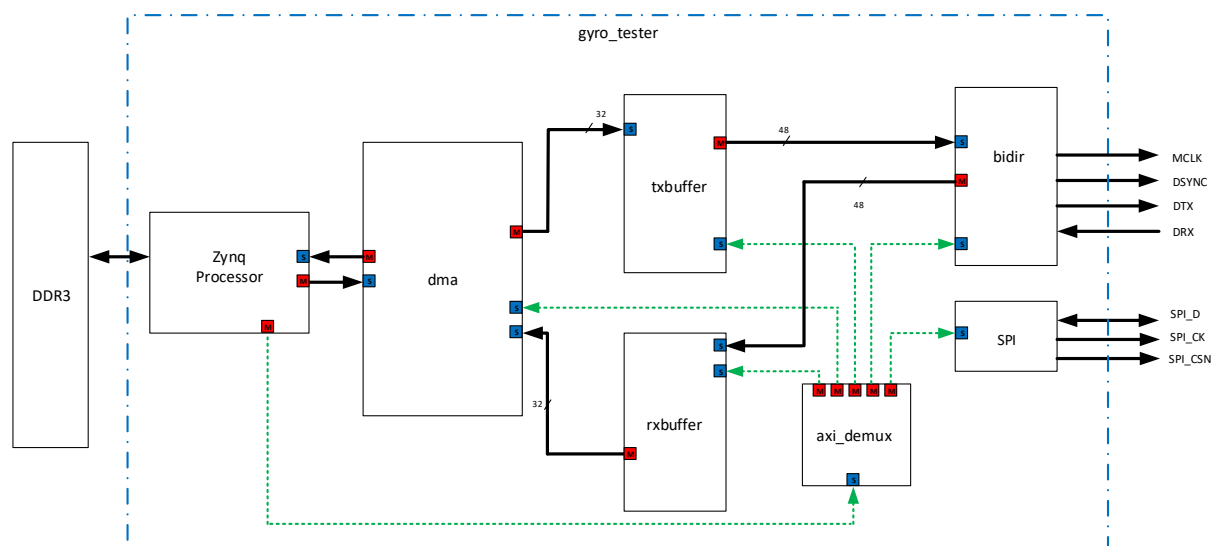 gyro_tester
32
S
M
48
S
bidir
MCLK
DSYNC
DTX
DRX
txbuffer
M
48
S
S
M
Zynq
Processor
S
M
M
S
M
dma
S
S
DDR3
SPI_D
SPI_CK
SPI_CSN
S
SPI
S
S
rxbuffer
M
32
M
M
M
M
M
axi_demux
S